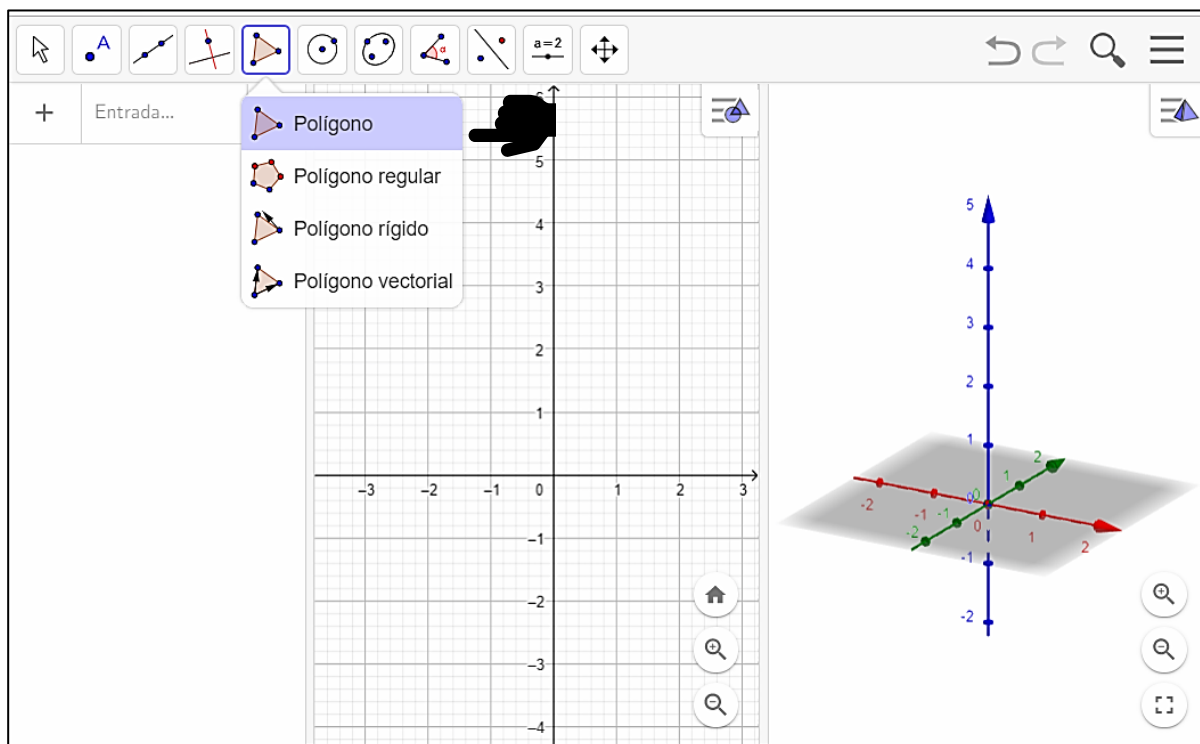 A
α
a=2
+ Entrada...
Polígono
Polígono regular
Polígono rígido
Polígono vectorial
5
4
3
2
1
−3 −2 −1 0 1 2 3
−1
−2
−3
−4
5
4
3
2
1
0
-1
-2
-2 -1 0 1 2
-2 -1 0 1 2